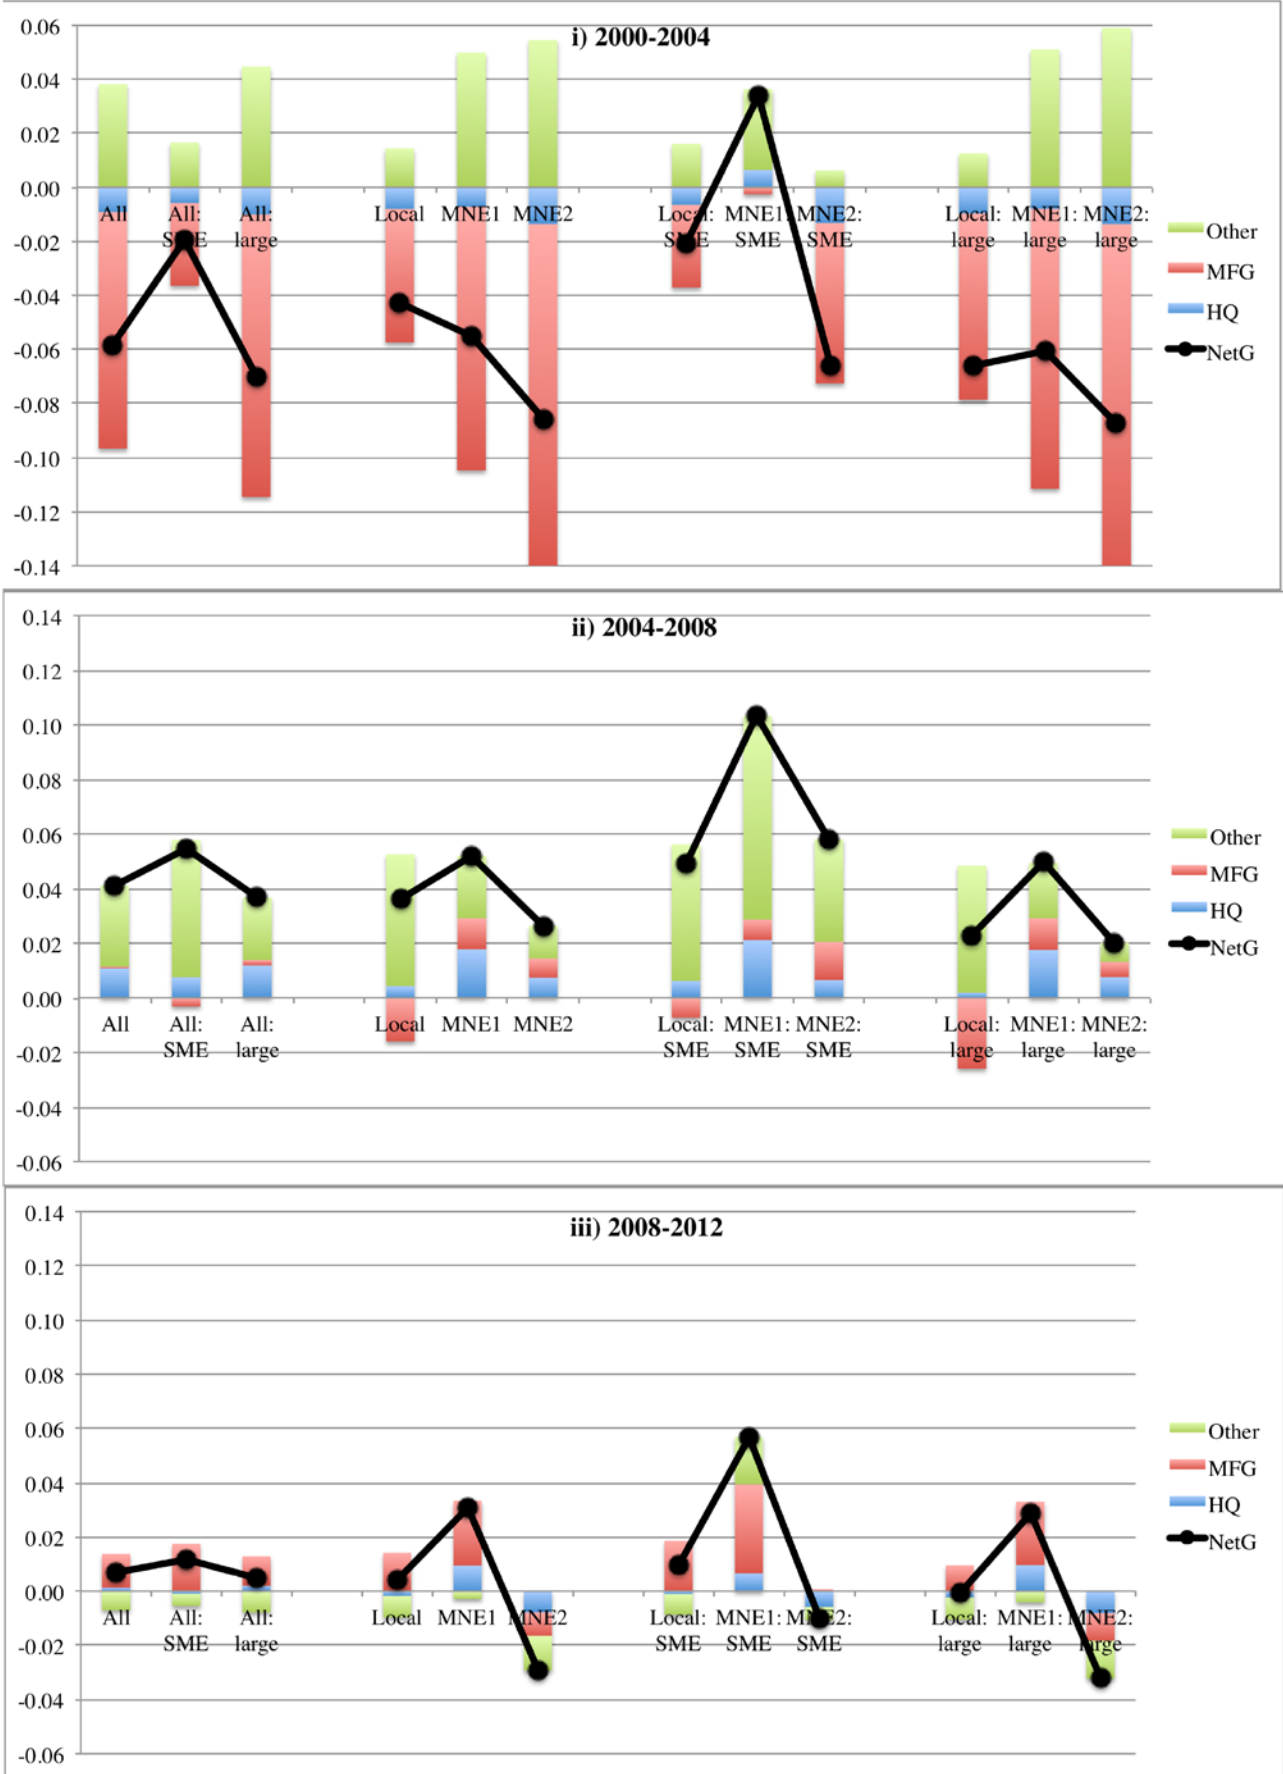 i) 2000-2004
0.06
0.04
0.02
0.00
-0.02
-0.04
-0.06
-0.08
-0.10
-0.12
-0.14
All All: All: Local MNE1 MNE2 Local: MNE1: MNE2: Local: MNE1: MNE2:
SME large SME SME SME large large large
Other
MFG
HQ
NetG
ii) 2004-2008
0.14
0.12
0.10
0.08
0.06
0.04
0.02
0.00
-0.02
-0.04
-0.06
All All: All: Local MNE1 MNE2 Local: MNE1: MNE2: Local: MNE1: MNE2:
SME large SME SME SME large large large
Other
MFG
HQ
NetG
iii) 2008-2012
0.14
0.12
0.10
0.08
0.06
0.04
0.02
0.00
-0.02
-0.04
-0.06
All All: All: Local MNE1 MNE2 Local: MNE1: MNE2: Local: MNE1: MNE2:
SME large SME SME SME large large large
Other
MFG
HQ
NetG